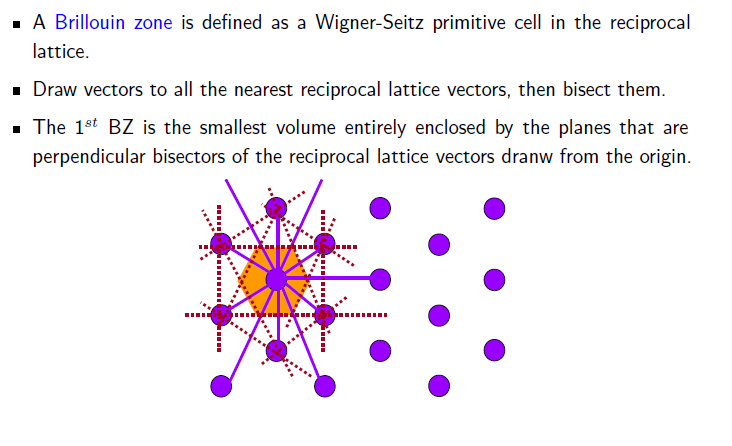 ▪ A Brillouin zone is defined as a Wigner-Seitz primitive cell in the reciprocal
lattice.
▪ Draw vectors to all the nearest reciprocal lattice vectors, then bisect them.
▪ The 1st BZ is the smallest volume entirely enclosed by the planes that are
perpendicular bisectors of the reciprocal lattice vectors dranw from the origin.